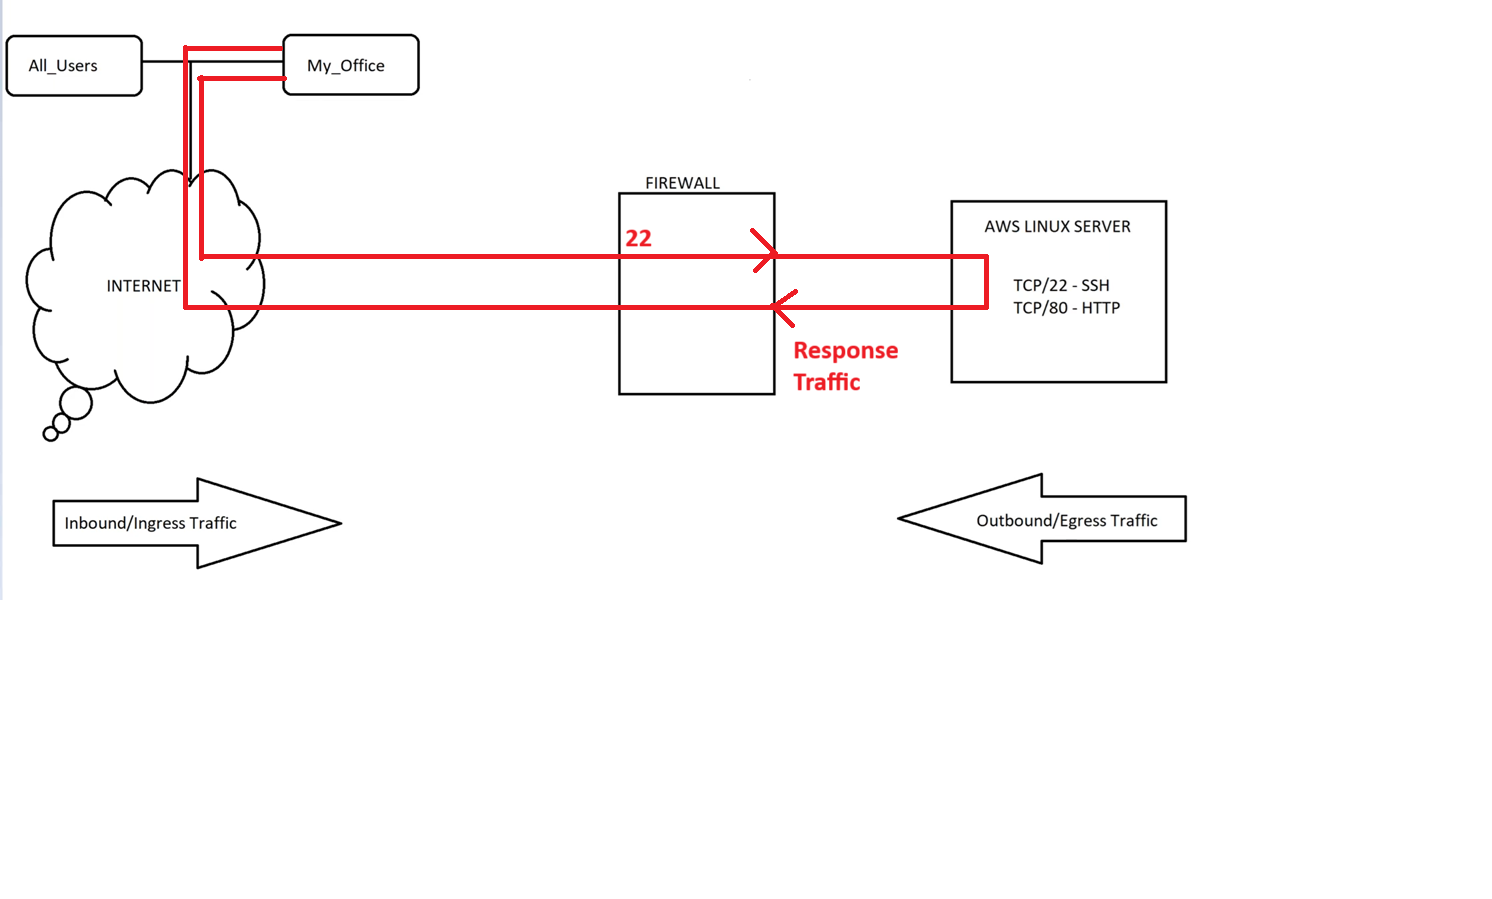 All_Users
My_Office
FIREWALL
22
AWS LINUX SERVER
INTERNET
TCP/22 - SSH
TCP/80 - HTTP
Response
Traffic
Inbound/Ingress Traffic
Outbound/Egress Traffic